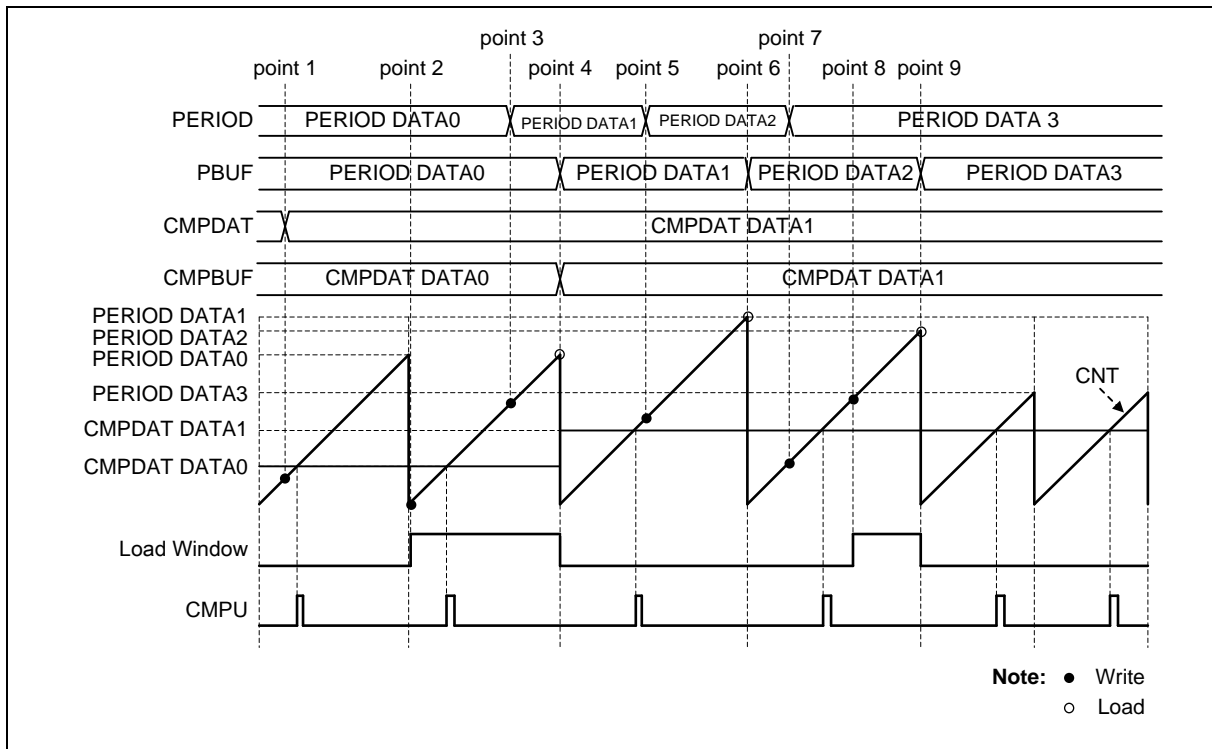 point 3 point 7
point 1 point 2 point 4 point 5 point 6 point 8 point 9
PERIOD PERIOD DATA0 PERIOD DATA1 PERIOD DATA2 PERIOD DATA 3
PBUF PERIOD DATA0 PERIOD DATA1 PERIOD DATA2 PERIOD DATA3
CMPDAT CMPDAT DATA1
CMPBUF CMPDAT DATA0 CMPDAT DATA1
PERIOD DATA1
PERIOD DATA2
PERIOD DATA0
CNT
PERIOD DATA3
CMPDAT DATA1
CMPDAT DATA0
Load Window
CMPU
Note: ● Write
○ Load